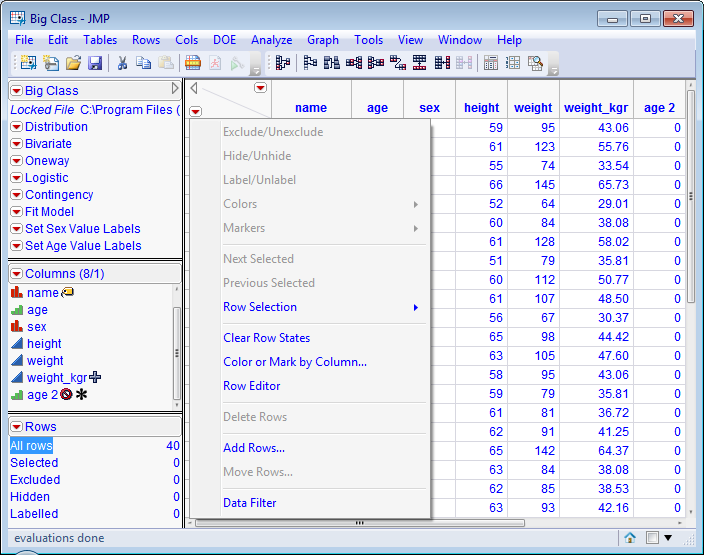 Big Class - JMP
File Edit Tables Rows Cols DOE Analyze Graph Tools View Window Help
Big Class
Locked File C:\Program Files (
Distribution
Bivariate
Oneway
Logistic
Contingency
Fit Model
Set Sex Value Labels
Set Age Value Labels
Columns (8/1)
name
age
sex
height
weight
weight_kgr
age 2
Rows
All rows 40
Selected 0
Excluded 0
Hidden 0
Labelled 0
Exclude/Unexclude
Hide/Unhide
Label/Unlabel
Colors
Markers
Next Selected
Previous Selected
Row Selection
Clear Row States
Color or Mark by Column...
Row Editor
Delete Rows
Add Rows...
Move Rows...
Data Filter
name age sex height weight weight_kgr age 2
59 95 43.06 0
61 123 55.76 0
55 74 33.54 0
66 145 65.73 0
52 64 29.01 0
60 84 38.08 0
61 128 58.02 0
51 79 35.81 0
60 112 50.77 0
61 107 48.50 0
56 67 30.37 0
65 98 44.42 0
63 105 47.60 0
58 95 43.06 0
59 79 35.81 0
61 81 36.72 0
62 91 41.25 0
65 142 64.37 0
63 84 38.08 0
62 85 38.53 0
63 93 42.16 0
evaluations done